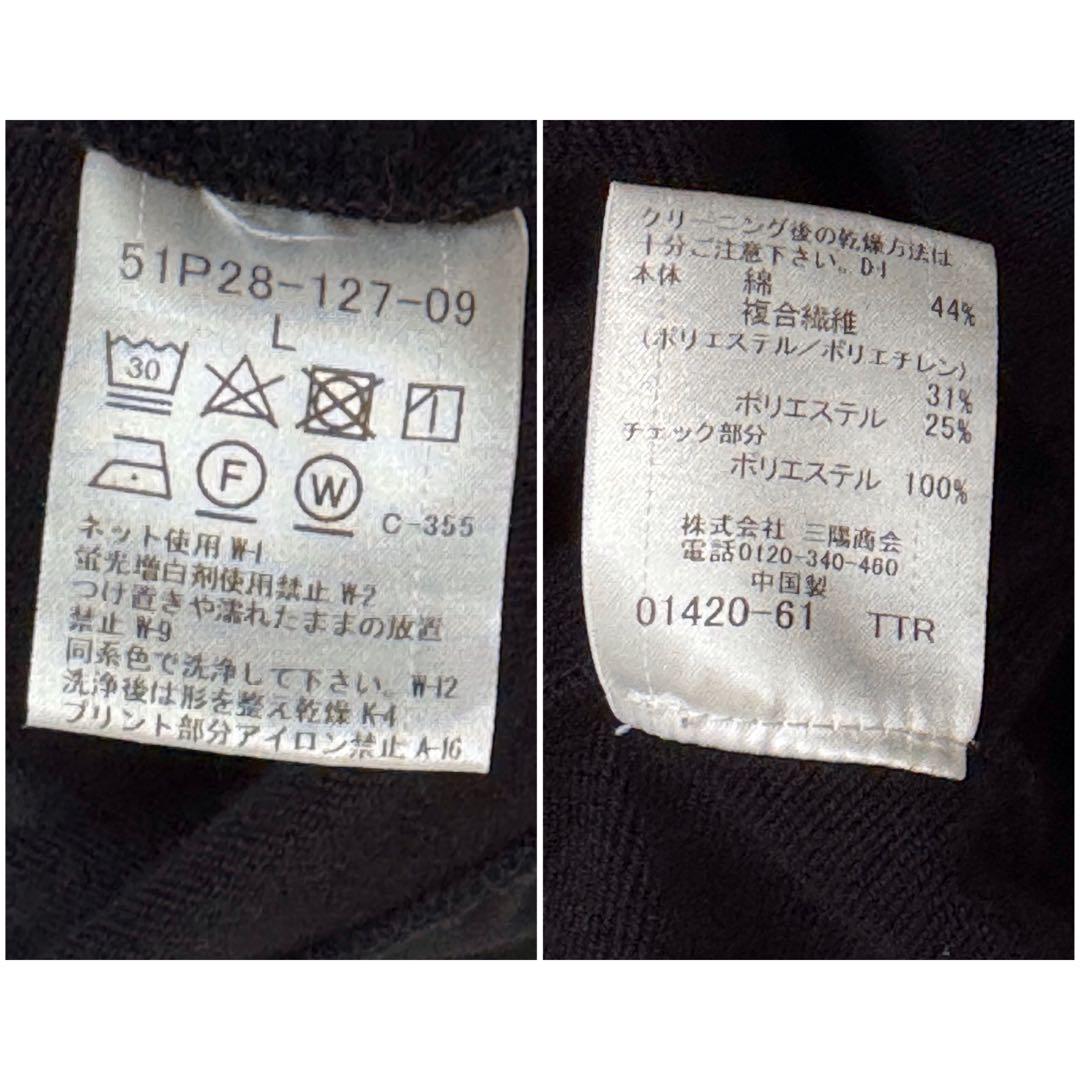 51P28-127-09
L
30
F W C-355
ネット使用 W-1
蛍光増白剤使用禁止 W-2
つけ置きや濡れたままの放置
禁止 W-9
同系色で洗浄して下さい。W-12
洗浄後は形を整え乾燥 K-4
プリント部分アイロン禁止 A-16
クリーニング後の乾燥方法は
十分ご注意下さい。D-1
本体 綿 44%
複合繊維
(ポリエステル/ポリエチレン)
31%
ポリエステル 25%
チェック部分
ポリエステル 100%
株式会社 三陽商会
電話0120-340-460
中国製
01420-61 TTR